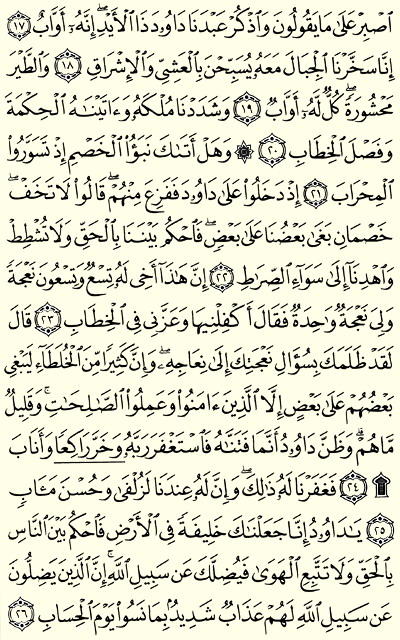 ٱصۡبِرۡ عَلَىٰ مَا يَقُولُونَ وَٱذۡكُرۡ عَبۡدَنَا دَاوُۥدَ ذَا ٱلۡأَيۡدِۖ إِنَّهُۥٓ أَوَّابٌ ١٧
إِنَّا سَخَّرۡنَا ٱلۡجِبَالَ مَعَهُۥ يُسَبِّحۡنَ بِٱلۡعَشِيِّ وَٱلۡإِشۡرَاقِ ١٨ وَٱلطَّيۡرَ
مَحۡشُورَةٗۖ كُلّٞ لَّهُۥٓ أَوَّابٞ ١٩ وَشَدَدۡنَا مُلۡكَهُۥ وَءَاتَيۡنَٰهُ ٱلۡحِكۡمَةَ
وَفَصۡلَ ٱلۡخِطَابِ ٢٠ ۞ وَهَلۡ أَتَىٰكَ نَبَؤُاْ ٱلۡخَصۡمِ إِذۡ تَسَوَّرُواْ
ٱلۡمِحۡرَابَ ٢١ إِذۡ دَخَلُواْ عَلَىٰ دَاوُۥدَ فَفَزِعَ مِنۡهُمۡۖ قَالُواْ لَا تَخَفۡۖ
خَصۡمَانِ بَغَىٰ بَعۡضُنَا عَلَىٰ بَعۡضٖ فَٱحۡكُم بَيۡنَنَا بِٱلۡحَقِّ وَلَا تُشۡطِطۡ
وَٱهۡدِنَآ إِلَىٰ سَوَآءِ ٱلصِّرَٰطِ ٢٢ إِنَّ هَٰذَآ أَخِي لَهُۥ تِسۡعٞ وَتِسۡعُونَ نَعۡجَةٗ
وَلِيَ نَعۡجَةٞ وَٰحِدَةٞ فَقَالَ أَكۡفِلۡنِيهَا وَعَزَّنِي فِي ٱلۡخِطَابِ ٢٣ قَالَ
لَقَدۡ ظَلَمَكَ بِسُؤَالِ نَعۡجَتِكَ إِلَىٰ نِعَاجِهِۦۖ وَإِنَّ كَثِيرٗا مِّنَ ٱلۡخُلَطَآءِ لَيَبۡغِي
بَعۡضُهُمۡ عَلَىٰ بَعۡضٍ إِلَّا ٱلَّذِينَ ءَامَنُواْ وَعَمِلُواْ ٱلصَّٰلِحَٰتِ وَقَلِيلٞ
مَّا هُمۡۗ وَظَنَّ دَاوُۥدُ أَنَّمَا فَتَنَّٰهُ فَٱسۡتَغۡفَرَ رَبَّهُۥ وَخَرَّۤ رَاكِعٗاۤ وَأَنَابَ
۩ ٢٤ فَغَفَرۡنَا لَهُۥ ذَٰلِكَۖ وَإِنَّ لَهُۥ عِندَنَا لَزُلۡفَىٰ وَحُسۡنَ مَـَٔابٖ
٢٥ يَٰدَاوُۥدُ إِنَّا جَعَلۡنَٰكَ خَلِيفَةٗ فِي ٱلۡأَرۡضِ فَٱحۡكُم بَيۡنَ ٱلنَّاسِ
بِٱلۡحَقِّ وَلَا تَتَّبِعِ ٱلۡهَوَىٰ فَيُضِلَّكَ عَن سَبِيلِ ٱللَّهِۚ إِنَّ ٱلَّذِينَ يَضِلُّونَ
عَن سَبِيلِ ٱللَّهِ لَهُمۡ عَذَابٞ شَدِيدُۢ بِمَا نَسُواْ يَوۡمَ ٱلۡحِسَابِ ٢٦